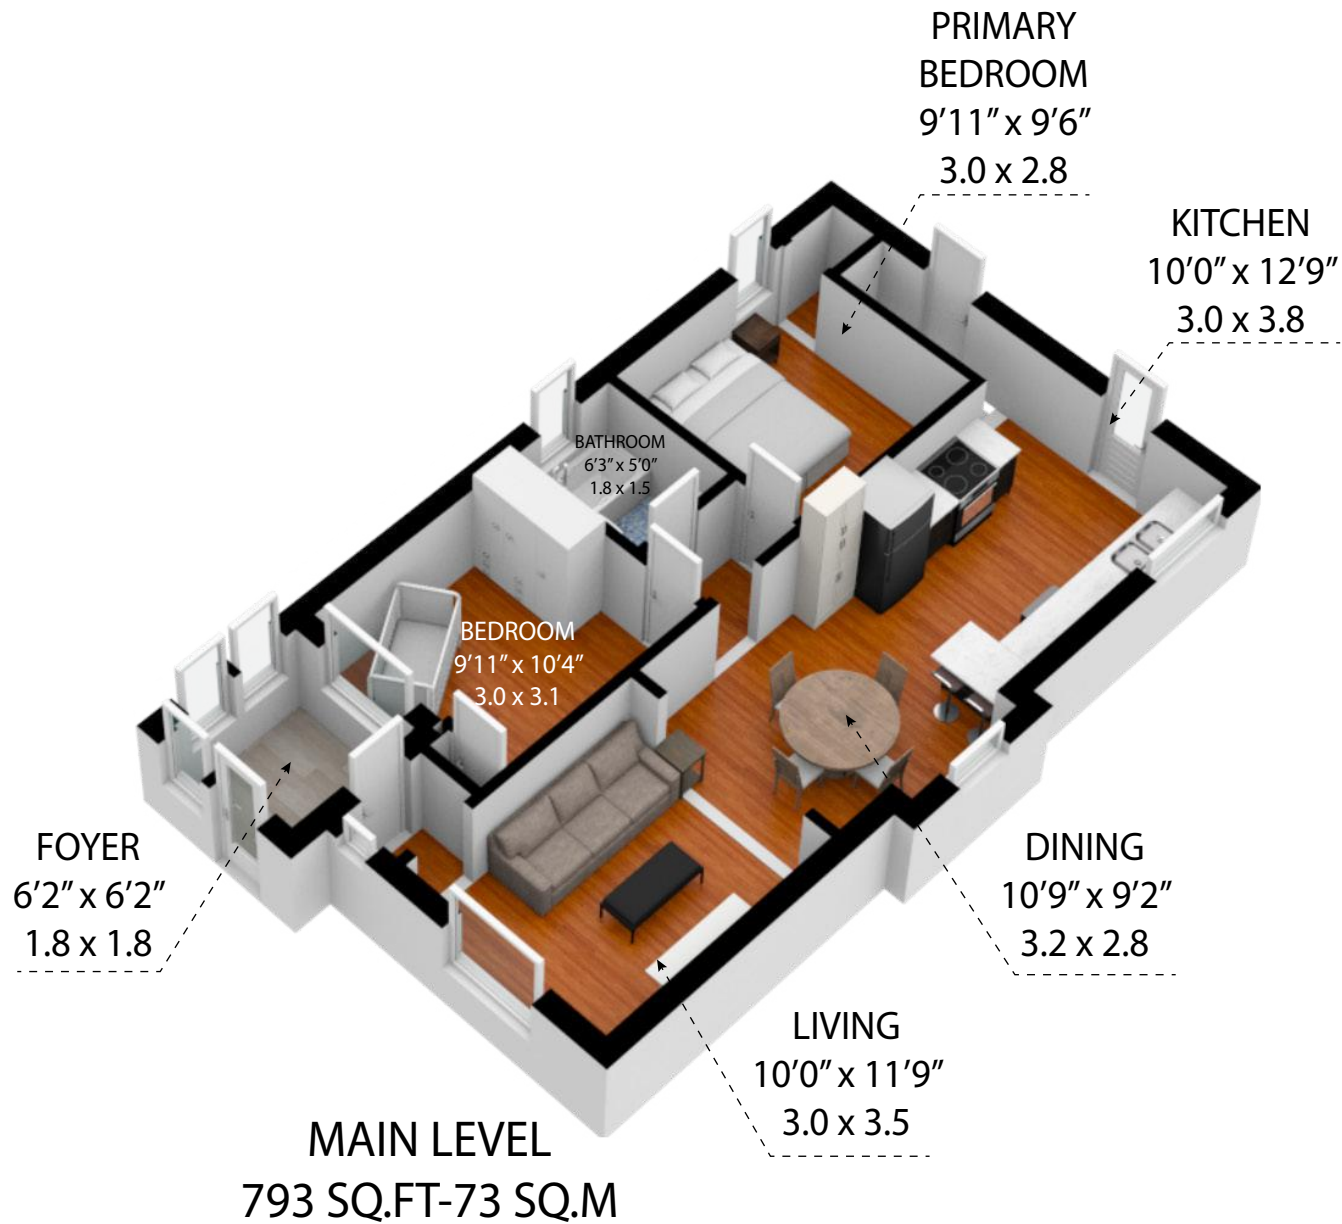 PRIMARY
BEDROOM
9'11" x 9'6"
3.0 x 2.8
KITCHEN
10'0" x 12'9"
3.0 x 3.8
BATHROOM
6'3" x 5'0"
1.8 x 1.5
BEDROOM
9'11" x 10'4"
3.0 x 3.1
FOYER
6'2" x 6'2"
1.8 x 1.8
DINING
10'9" x 9'2"
3.2 x 2.8
LIVING
10'0" x 11'9"
3.0 x 3.5
MAIN LEVEL
793 SQ.FT-73 SQ.M